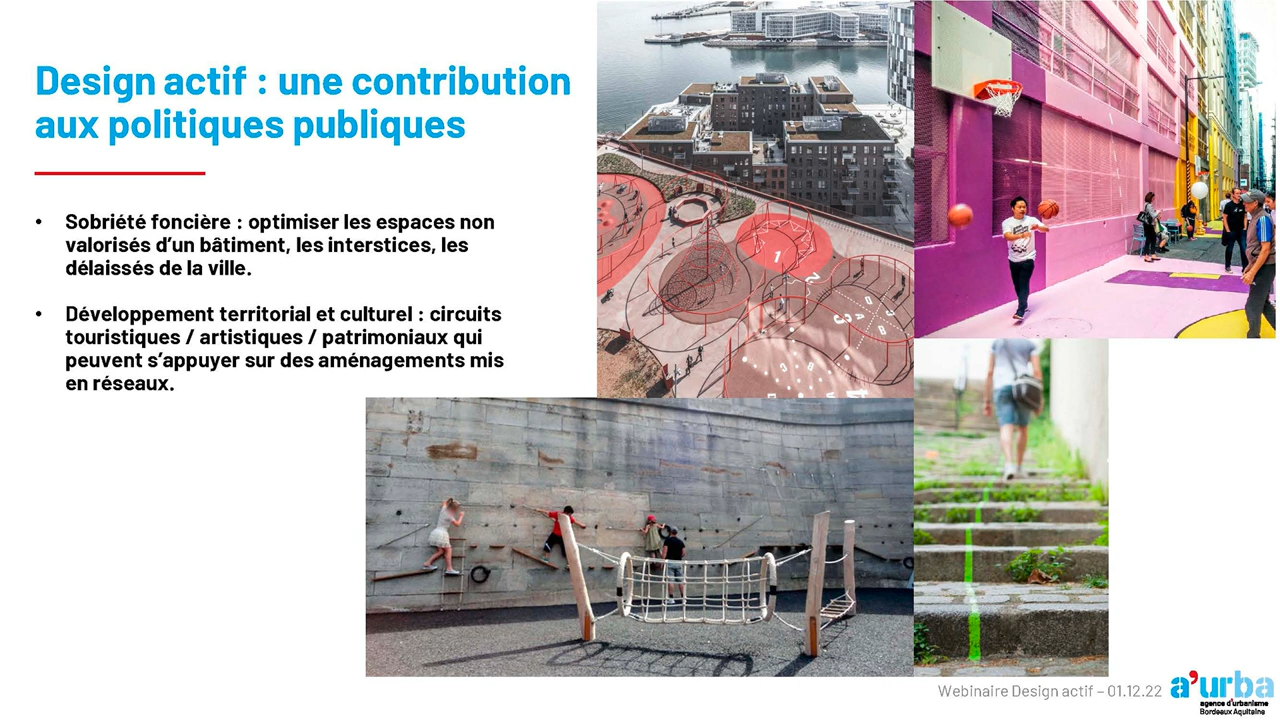 Design actif : une contribution
aux politiques publiques
• Sobriété foncière : optimiser les espaces non
valorisés d'un bâtiment, les interstices, les
délaissés de la ville.
• Développement territorial et culturel : circuits
touristiques / artistiques / patrimoniaux qui
peuvent s'appuyer sur des aménagements mis
en réseaux.
1
2
Webinaire Design actif – 01.12.22
a'urba
agence d'urbanisme
Bordeaux Aquitaine